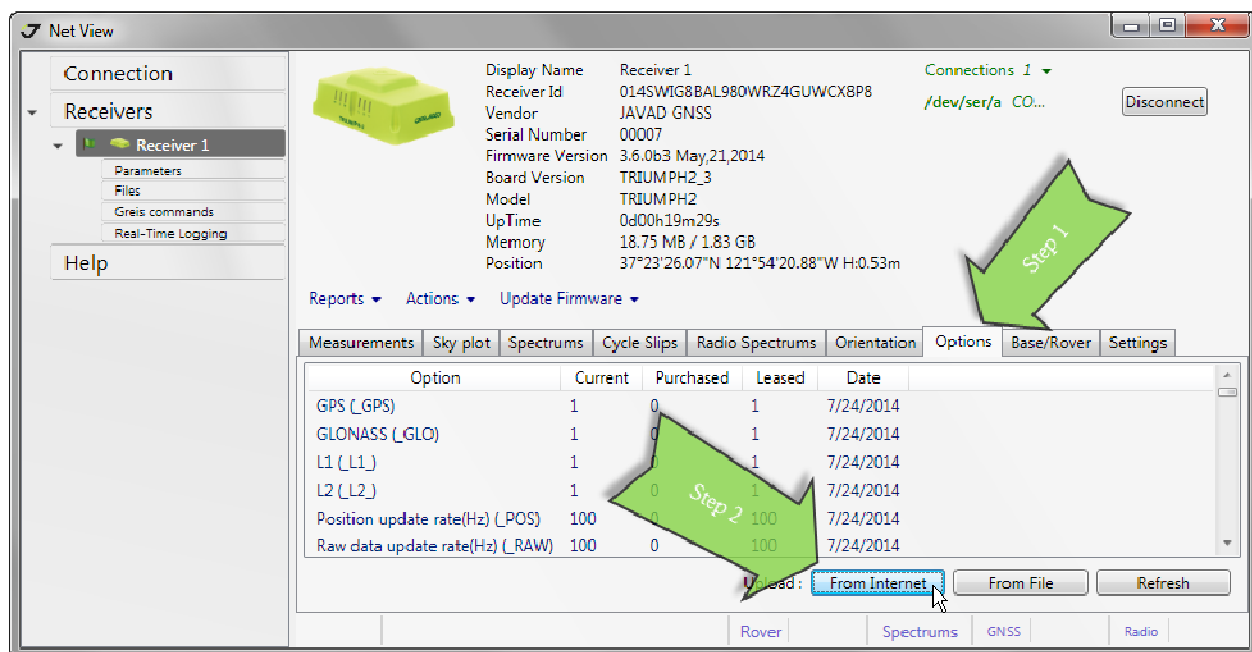 Net View
Connection
Receivers
Receiver 1
Parameters
Files
Greis commands
Real-Time Logging
Help
Display Name Receiver 1
Receiver Id 014SWIG8BAL980WRZ4GUWCX8P8
Vendor JAVAD GNSS
Serial Number 00007
Firmware Version 3.6.0b3 May,21,2014
Board Version TRIUMPH2_3
Model TRIUMPH2
UpTime 0d00h19m29s
Memory 18.75 MB / 1.83 GB
Position 37°23'26.07"N 121°54'20.88"W H:0.53m
Connections 1
/dev/ser/a CO...
Disconnect
Step 1
Reports Actions: Update Firmware
Measurements Sky plot Spectrums Cycle Slips Radio Spectrums Orientation Options Base/Rover Settings
Option Current Purchased Leased Date
GPS (_GPS) 1 0 1 7/24/2014
GLONASS (_GLO) 1 0 1 7/24/2014
L1 (_L1_) 1 0 1 7/24/2014
L2 (_L2_) 1 0 1 7/24/2014
Position update rate(Hz) (_POS) 100 0 100 7/24/2014
Raw data update rate(Hz) (_RAW) 100 0 100 7/24/2014
Step 2
Upload : From Internet From File Refresh
Rover Spectrums GNSS Radio